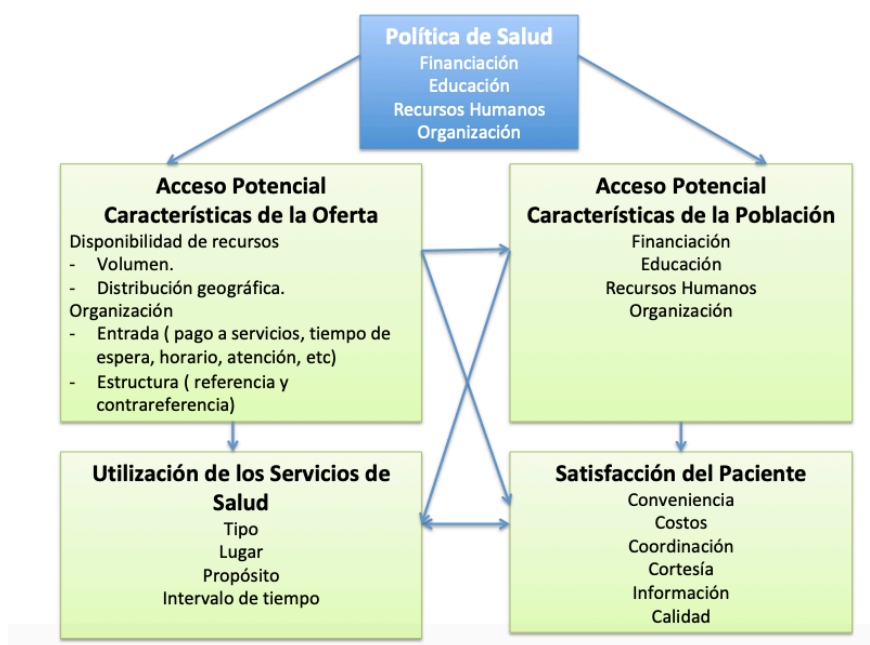 Política de Salud
Financiación
Educación
Recursos Humanos
Organización
Acceso Potencial
Características de la Oferta
Disponibilidad de recursos
- Volumen.
- Distribución geográfica.
Organización
- Entrada ( pago a servicios, tiempo de
espera, horario, atención, etc)
- Estructura ( referencia y
contrareferencia)
Acceso Potencial
Características de la Población
Financiación
Educación
Recursos Humanos
Organización
Utilización de los Servicios de
Salud
Tipo
Lugar
Propósito
Intervalo de tiempo
Satisfacción del Paciente
Conveniencia
Costos
Coordinación
Cortesía
Información
Calidad